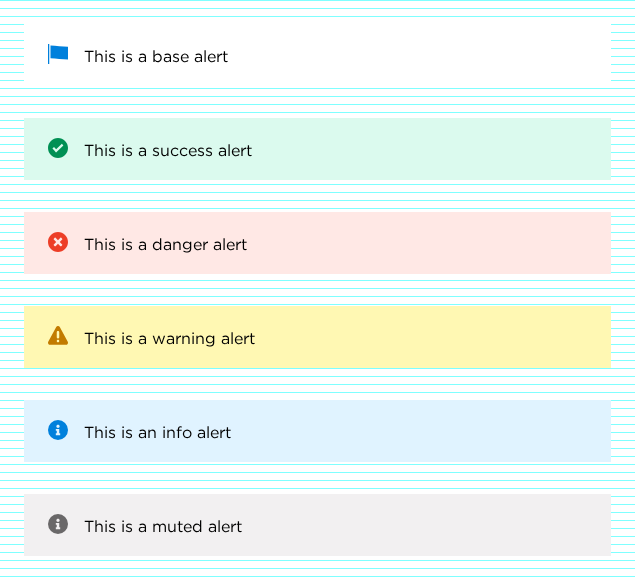 This is a base alert
This is a success alert
This is a danger alert
This is a warning alert
This is an info alert
This is a muted alert